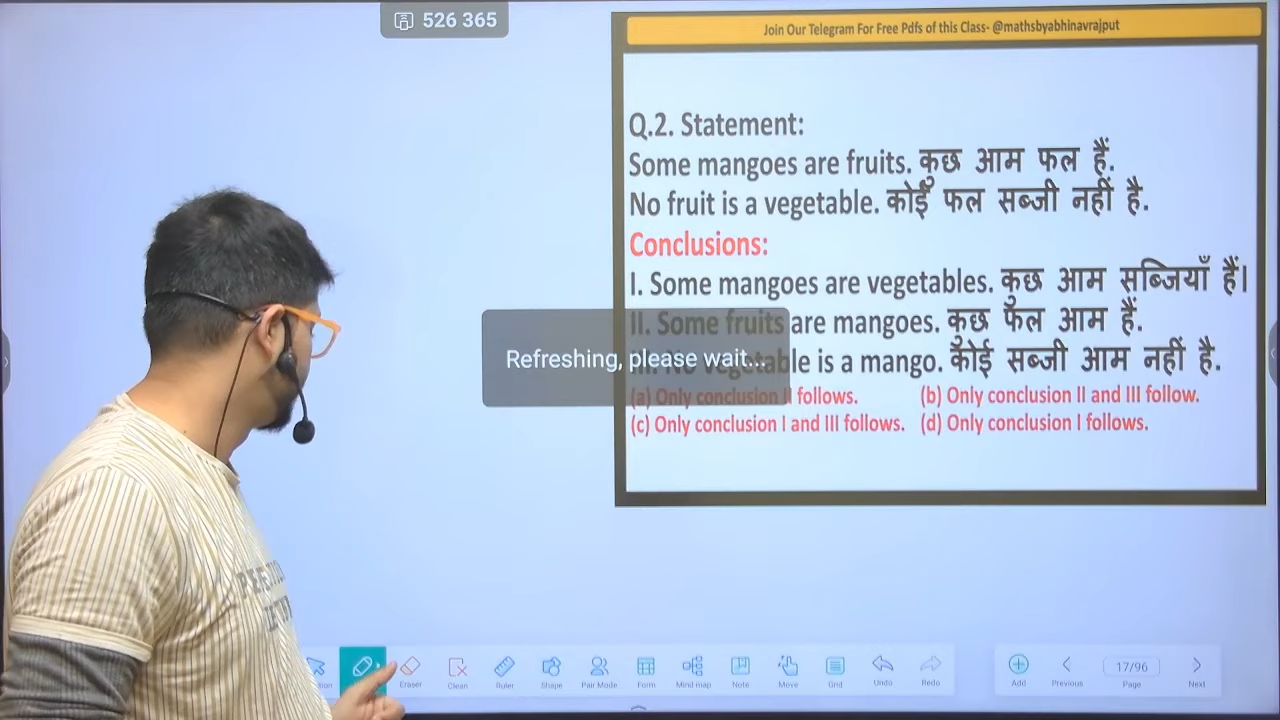 526 365
Join Our Telegram For Free Pdfs of this Class- @mathsbyabhinavrajput
Q.2. Statement:
Some mangoes are fruits. कुछ आम फल हैं.
No fruit is a vegetable. कोई फल सब्जी नहीं है.
Conclusions:
I. Some mangoes are vegetables. कुछ आम सब्जियाँ हैं।
II. Some fruits are mangoes. कुछ फल आम हैं.
III. No vegetable is a mango. कोई सब्जी आम नहीं है.
Refreshing, please wait...
(a) Only conclusion II follows. (b) Only conclusion II and III follow.
(c) Only conclusion I and III follows. (d) Only conclusion I follows.
Eraser Clean Ruler Shape Pair Mode Form Mind map Note Move Grid Undo Redo
Add Previous 17/96 Page Next